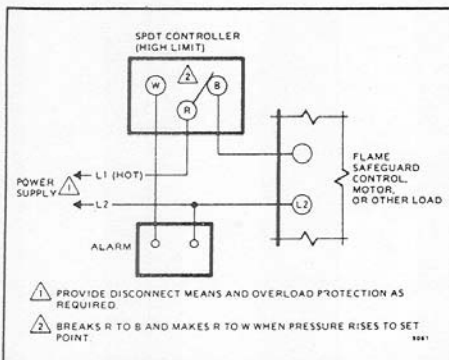 SPDT CONTROLLER
(HIGH LIMIT)
W
2
B
R
L1 (HOT)
POWER
SUPPLY
1
L2
L2
FLAME
SAFEGUARD
CONTROL,
MOTOR,
OR OTHER LOAD
ALARM
1 PROVIDE DISCONNECT MEANS AND OVERLOAD PROTECTION AS
REQUIRED.
2 BREAKS R TO B AND MAKES R TO W WHEN PRESSURE RISES TO SET
POINT.